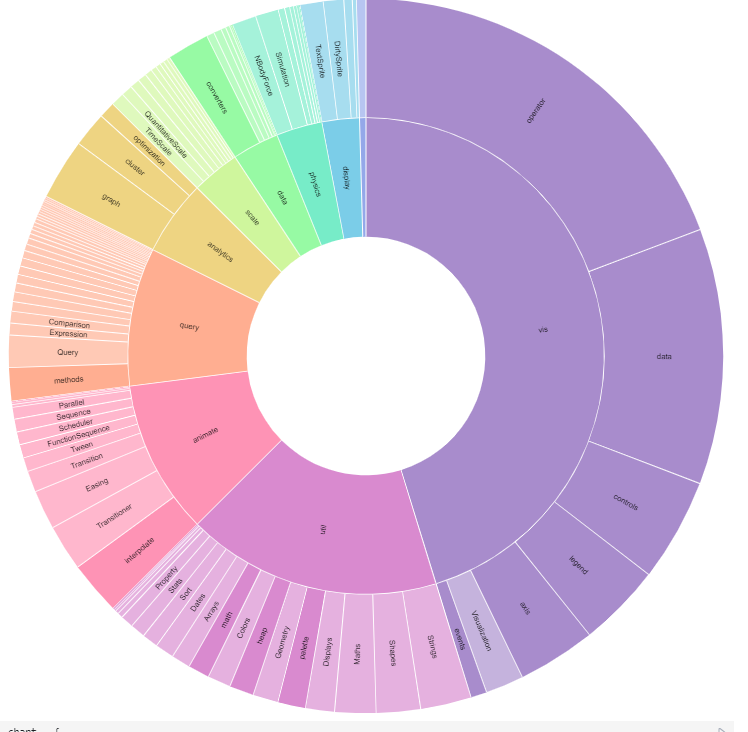 vis
operator
data
controls
legend
axis
Visualization
events
util
Strings
Shapes
Maths
Displays
palette
Geometry
heap
Colors
math
Arrays
Dates
Sort
Stats
Property
animate
interpolate
Transitioner
Easing
Transition
Tween
FunctionSequence
Scheduler
Sequence
Parallel
query
methods
Query
Expression
Comparison
analytics
graph
cluster
optimization
scale
TimeScale
QuantitativeScale
data
converters
physics
NBodyForce
Simulation
display
TextSprite
DirtySprite